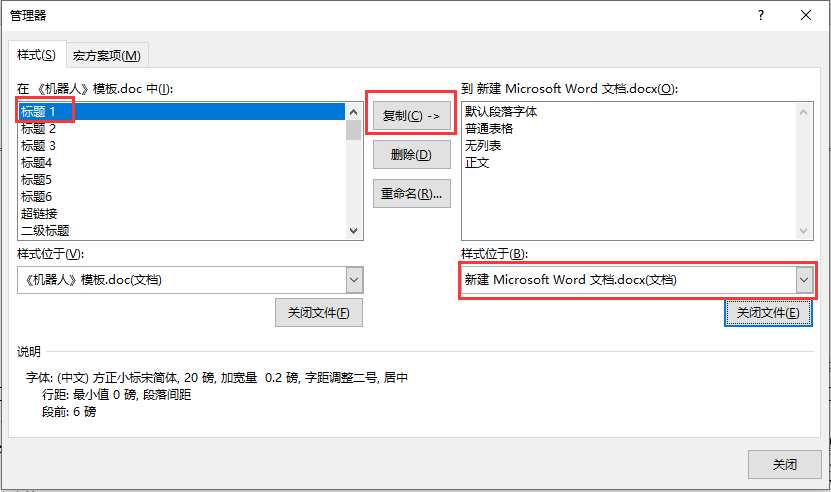 管理器
样式(S)
宏方案项(M)
在 《机器人》模板.doc 中(I):
到 新建 Microsoft Word 文档.docx(O):
标题 1
标题 2
标题 3
标题4
标题5
标题6
超链接
二级标题
复制(C) ->
删除(D)
重命名(R)...
默认段落字体
普通表格
无列表
正文
样式位于(V):
样式位于(B):
《机器人》模板.doc(文档)
新建 Microsoft Word 文档.docx(文档)
关闭文件(F)
关闭文件(E)
说明
字体: (中文) 方正小标宋简体, 20 磅, 加宽量  0.2 磅, 字距调整二号, 居中
行距: 最小值 0 磅, 段落间距
段前: 6 磅
关闭